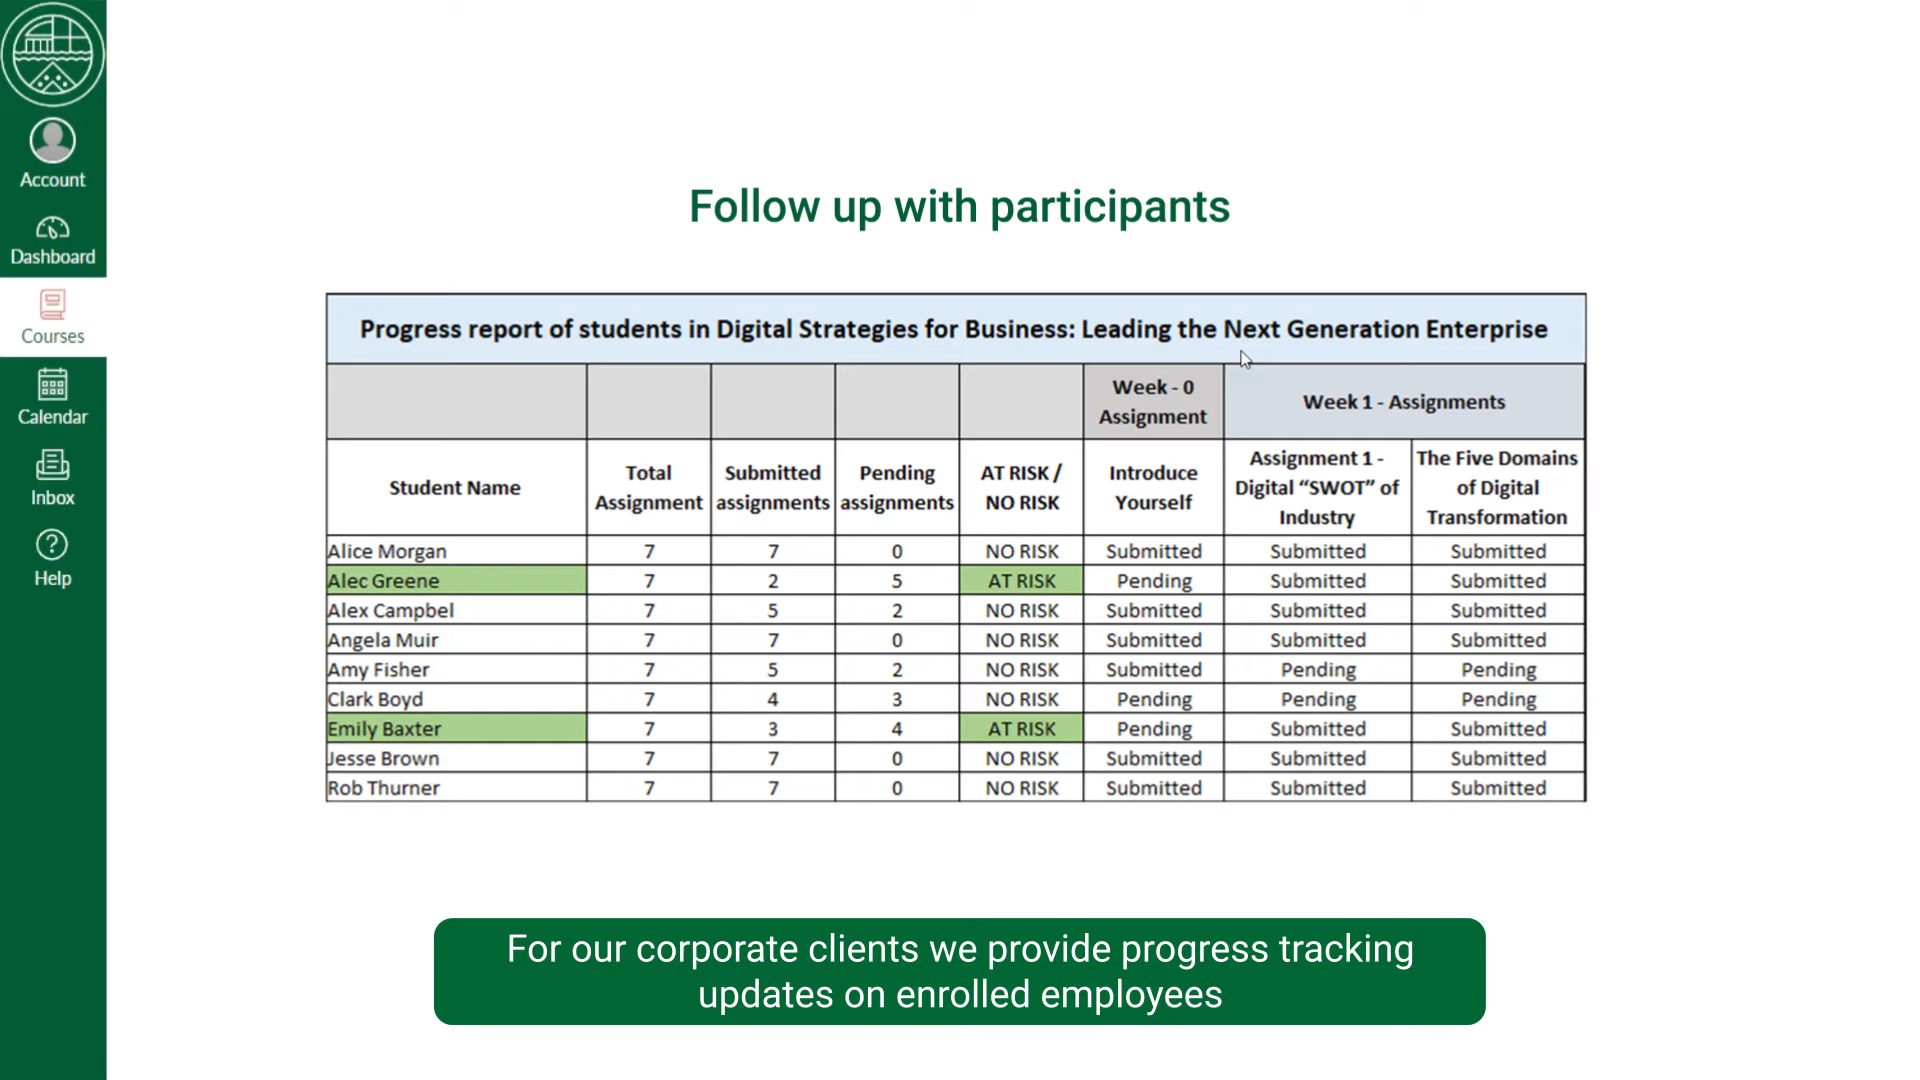 Account
Dashboard
Courses
Calendar
Inbox
Help
Follow up with participants
Progress report of students in Digital Strategies for Business: Leading the Next Generation Enterprise
Week - 0
Assignment
Week 1 - Assignments
Student Name
Total
Assignment
Submitted
assignments
Pending
assignments
AT RISK /
NO RISK
Introduce
Yourself
Assignment 1 -
Digital “SWOT” of
Industry
The Five Domains
of Digital
Transformation
Alice Morgan 7 7 0 NO RISK Submitted Submitted Submitted
Alec Greene 7 2 5 AT RISK Pending Submitted Submitted
Alex Campbel 7 5 2 NO RISK Submitted Submitted Submitted
Angela Muir 7 7 0 NO RISK Submitted Submitted Submitted
Amy Fisher 7 5 2 NO RISK Submitted Pending Pending
Clark Boyd 7 4 3 NO RISK Pending Pending Pending
Emily Baxter 7 3 4 AT RISK Pending Submitted Submitted
Jesse Brown 7 7 0 NO RISK Submitted Submitted Submitted
Rob Thurner 7 7 0 NO RISK Submitted Submitted Submitted
For our corporate clients we provide progress tracking
updates on enrolled employees